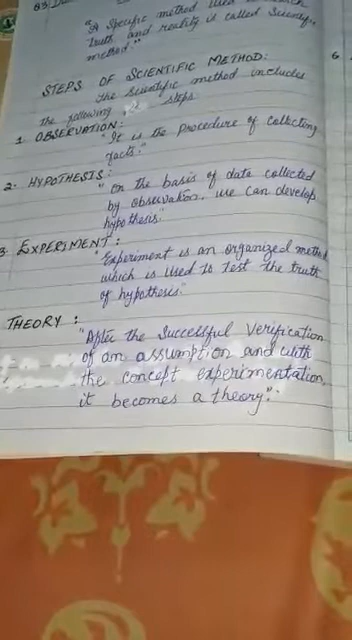 "A Specific method used
truth and reality is called Scientific
method."
STEPS OF SCIENTIFIC METHOD:
the scientific method includes
the following steps
1. OBSERVATION:
"It is the procedure of collecting
facts."
2. HYPOTHESIS:
"on the basis of data collected
by observation, we can develop
hypothesis."
3. EXPERIMENT:
"Experiment is an organized method
which is used to test the truth
of hypothesis."
THEORY:
"After the successful verification
of an assumption and with
the concept experimentation,
it becomes a theory."
6